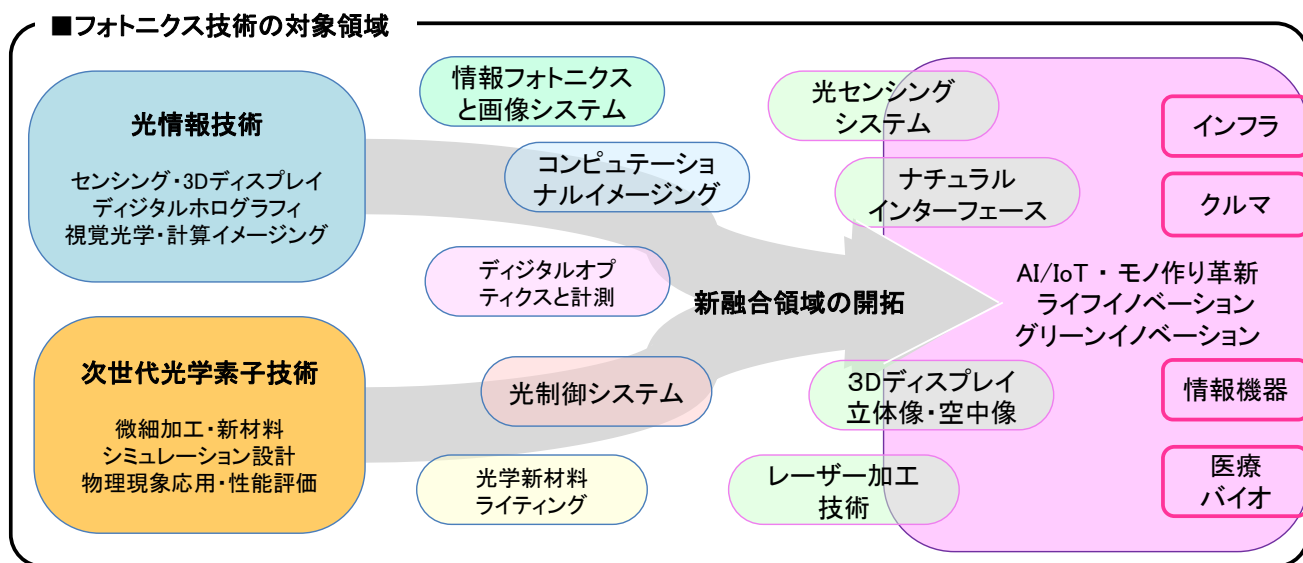 ■フォトニクス技術の対象領域
光情報技術
センシング・3Dディスプレイ
ディジタルホログラフィ
視覚光学・計算イメージング
次世代光学素子技術
微細加工・新材料
シミュレーション設計
物理現象応用・性能評価
情報フォトニクス
と画像システム
コンピュテーショ
ナルイメージング
ディジタルオプ
ティクスと計測
光制御システム
光学新材料
ライティング
新融合領域の開拓
光センシング
システム
ナチュラル
インターフェース
3Dディスプレイ
立体像・空中像
レーザー加工
技術
AI/IoT ・ モノ作り革新
ライフイノベーション
グリーンイノベーション
インフラ
クルマ
情報機器
医療
バイオ